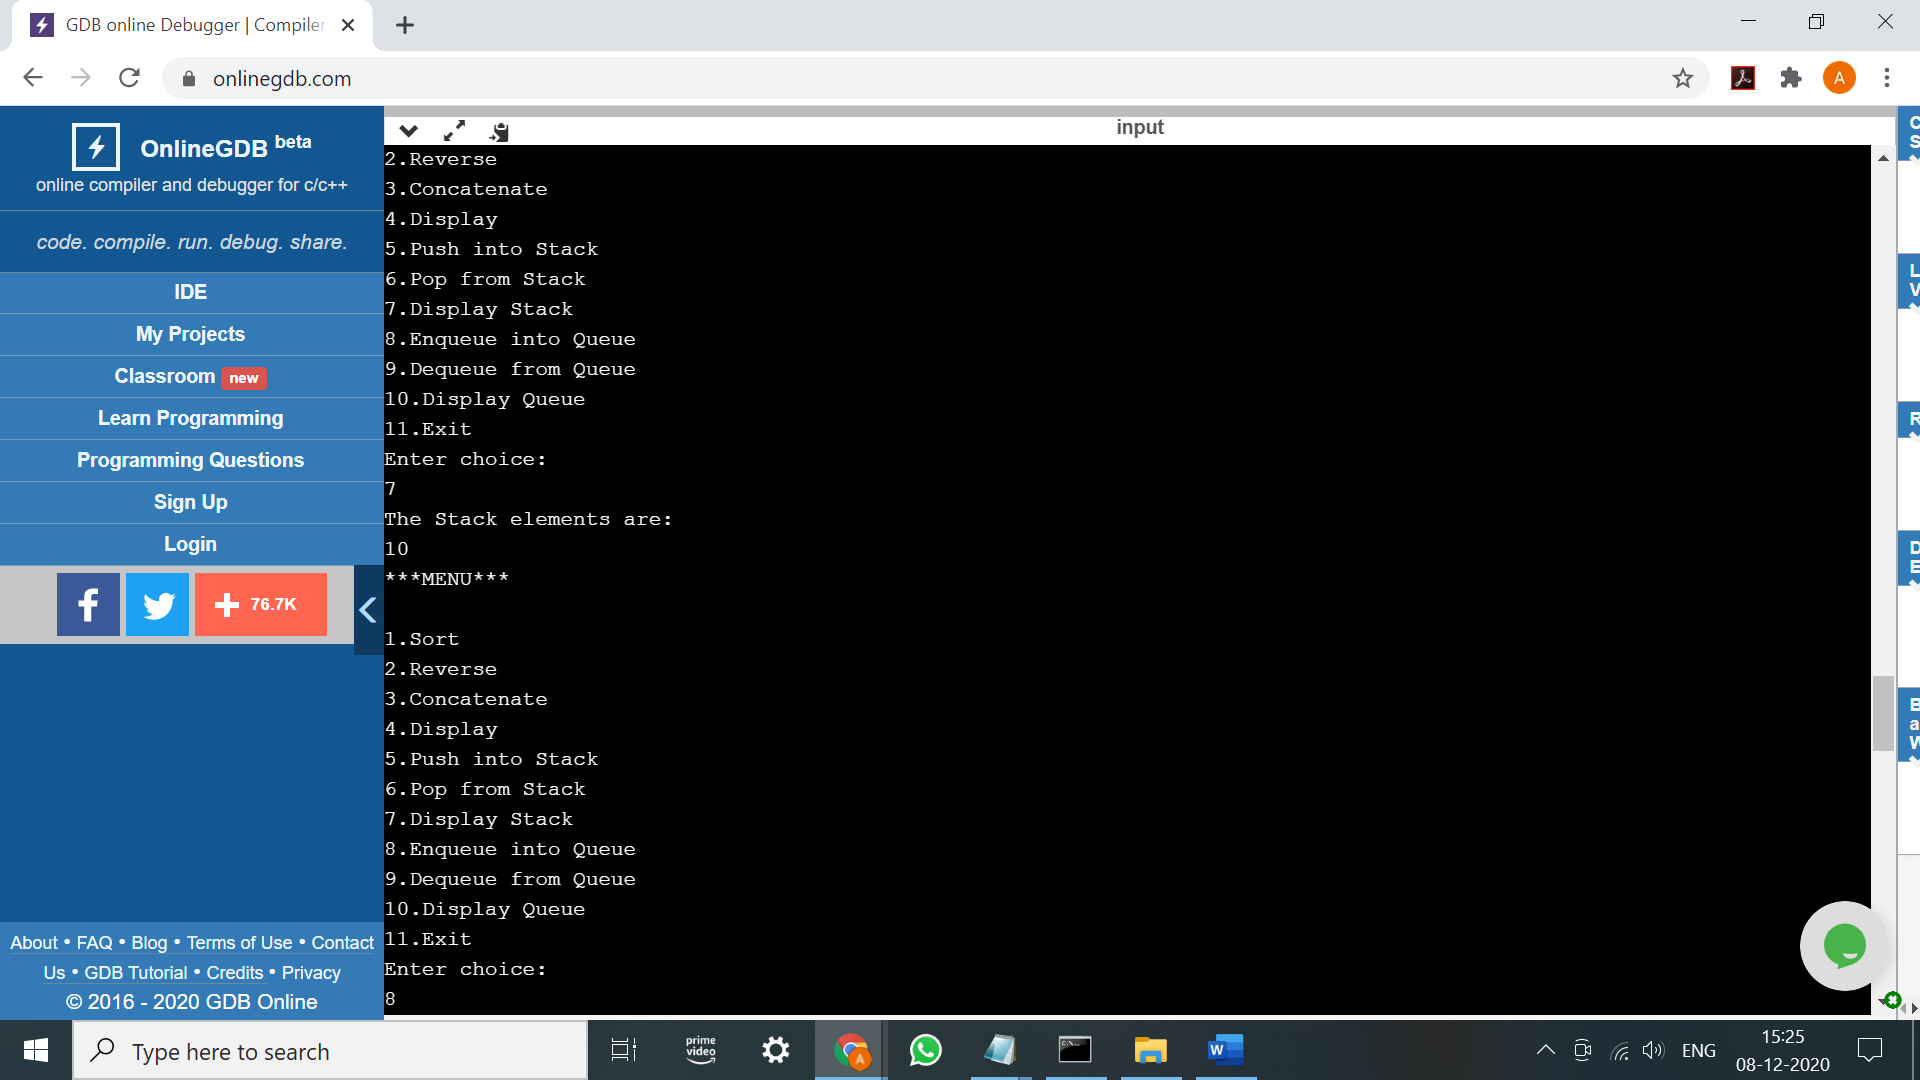 GDB online Debugger | Compiler
onlinegdb.com
A
OnlineGDB beta
online compiler and debugger for c/c++
code. compile. run. debug. share.
IDE
My Projects
Classroom new
Learn Programming
Programming Questions
Sign Up
Login
76.7K
About • FAQ • Blog • Terms of Use • Contact
Us • GDB Tutorial • Credits • Privacy
© 2016 - 2020 GDB Online
input
2.Reverse
3.Concatenate
4.Display
5.Push into Stack
6.Pop from Stack
7.Display Stack
8.Enqueue into Queue
9.Dequeue from Queue
10.Display Queue
11.Exit
Enter choice:
7
The Stack elements are:
10
***MENU***
1.Sort
2.Reverse
3.Concatenate
4.Display
5.Push into Stack
6.Pop from Stack
7.Display Stack
8.Enqueue into Queue
9.Dequeue from Queue
10.Display Queue
11.Exit
Enter choice:
8
Type here to search
prime
video
A
W
ENG
15:25
08-12-2020